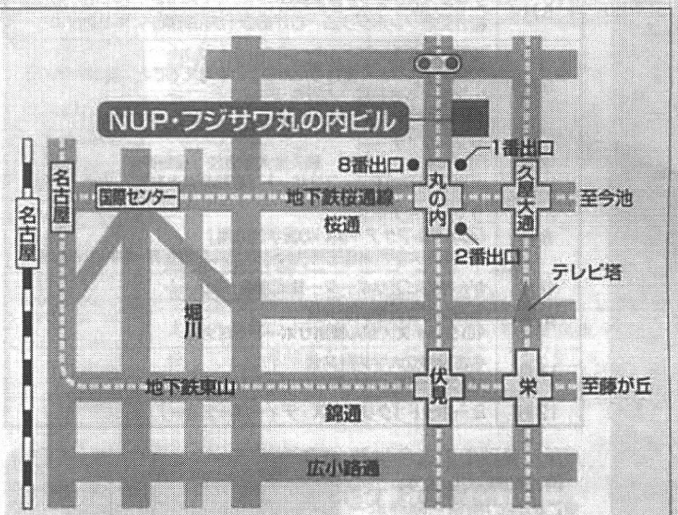 NUP・フジサワ丸の内ビル
8番出口
1番出口
名古屋
名古屋
国際センター
地下鉄桜通線
丸の内
久屋大通
至今池
桜通
2番出口
テレビ塔
堀川
地下鉄東山
伏見
栄
至藤が丘
錦通
広小路通